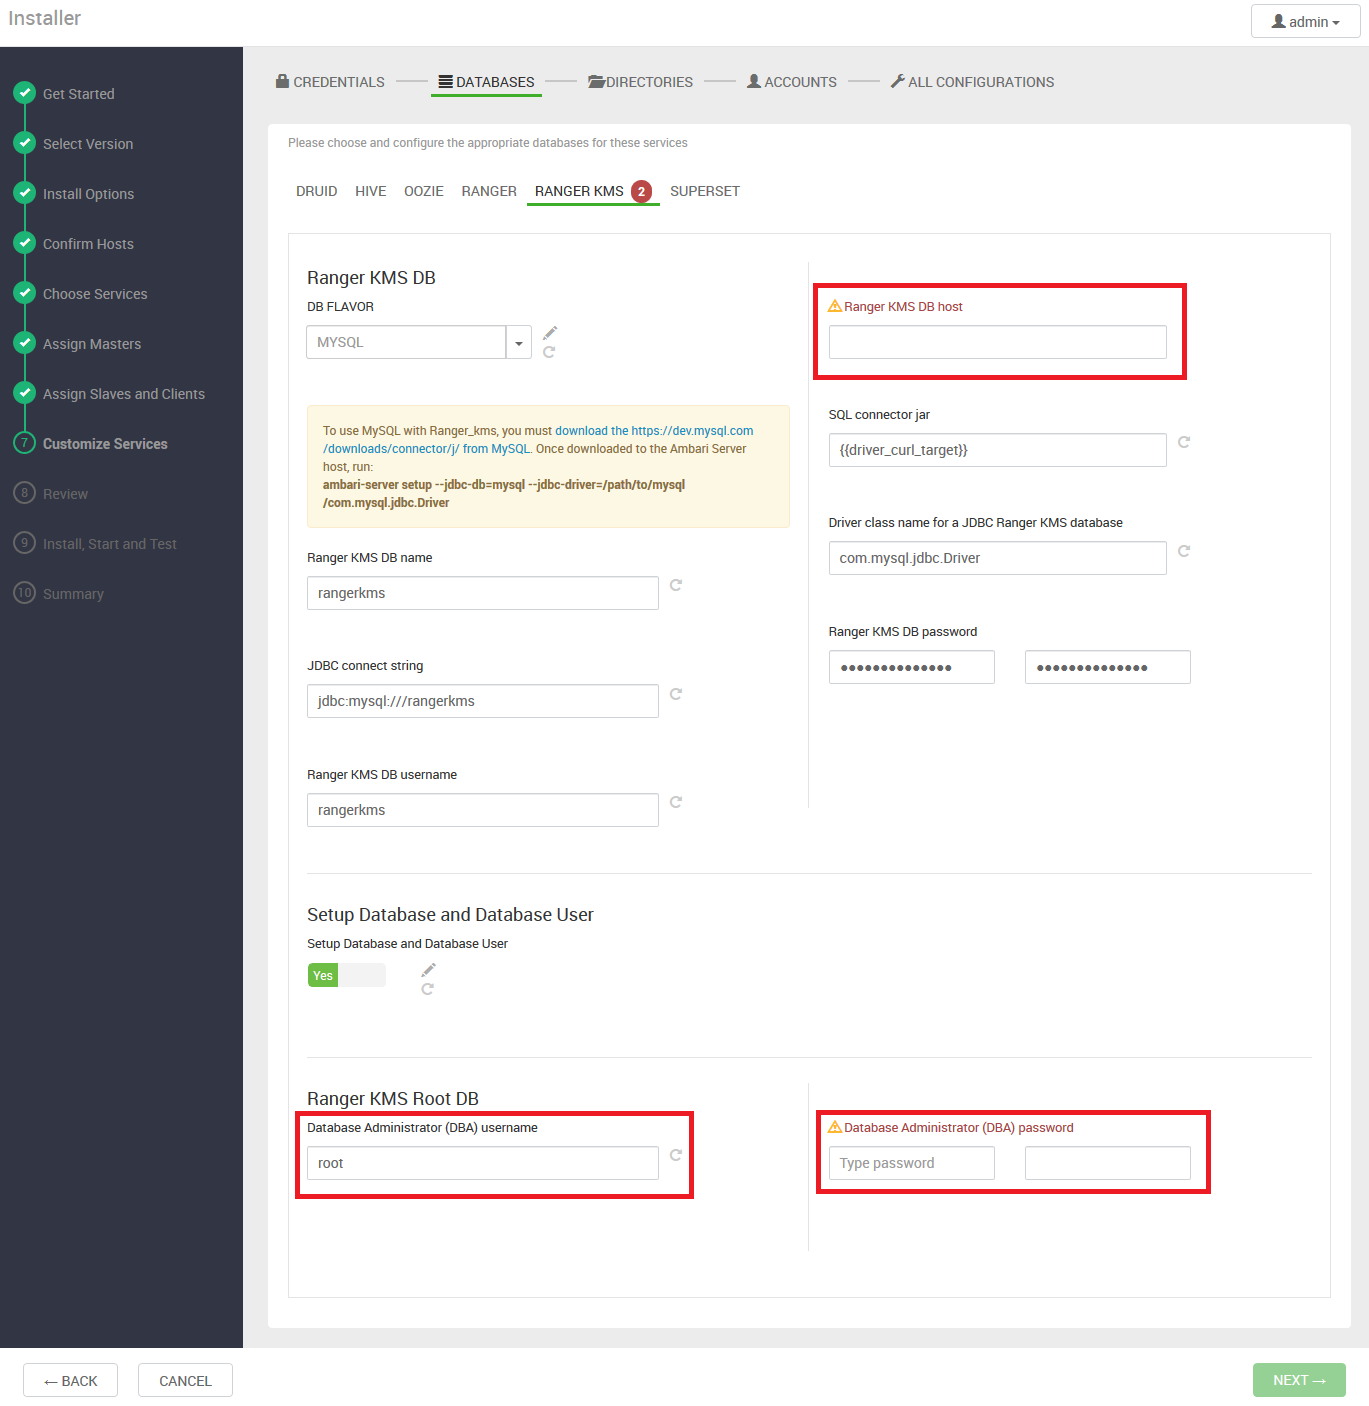 Installer
admin
Get Started
Select Version
Install Options
Confirm Hosts
Choose Services
Assign Masters
Assign Slaves and Clients
7 Customize Services
8 Review
9 Install, Start and Test
10 Summary
CREDENTIALS DATABASES DIRECTORIES ACCOUNTS ALL CONFIGURATIONS
Please choose and configure the appropriate databases for these services
DRUID HIVE OOZIE RANGER RANGER KMS 2 SUPERSET
Ranger KMS DB
DB FLAVOR
MYSQL
To use MySQL with Ranger_kms, you must download the https://dev.mysql.com
/downloads/connector/j/ from MySQL. Once downloaded to the Ambari Server
host, run:
ambari-server setup --jdbc-db=mysql --jdbc-driver=/path/to/mysql
/com.mysql.jdbc.Driver
Ranger KMS DB name
rangerkms
JDBC connect string
jdbc:mysql:///rangerkms
Ranger KMS DB username
rangerkms
Ranger KMS DB host
SQL connector jar
{{driver_curl_target}}
Driver class name for a JDBC Ranger KMS database
com.mysql.jdbc.Driver
Ranger KMS DB password
•••••••••••••• ••••••••••••••
Setup Database and Database User
Setup Database and Database User
Yes
Ranger KMS Root DB
Database Administrator (DBA) username
root
Database Administrator (DBA) password
Type password
← BACK
CANCEL
NEXT →